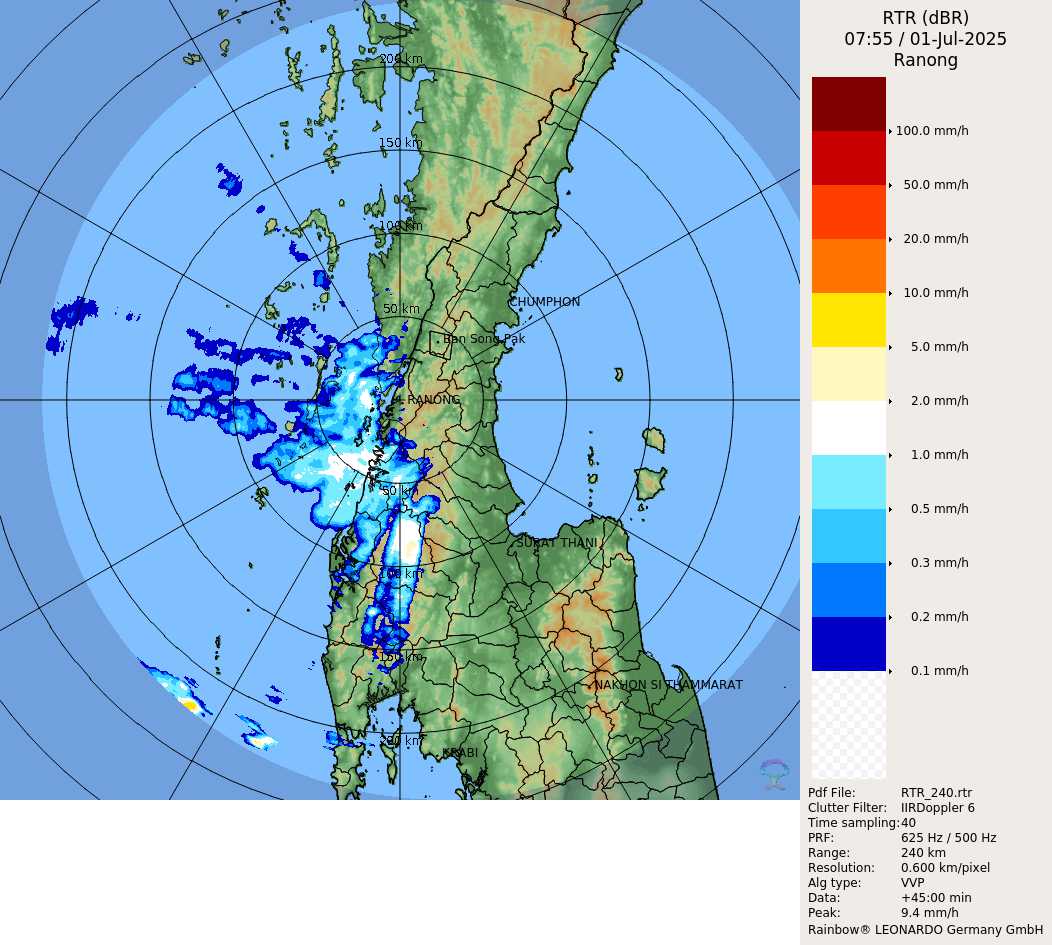 RTR (dBR)
07:55 / 01-Jul-2025
Ranong
100.0 mm/h
50.0 mm/h
20.0 mm/h
10.0 mm/h
5.0 mm/h
2.0 mm/h
1.0 mm/h
0.5 mm/h
0.3 mm/h
0.2 mm/h
0.1 mm/h
Pdf File: RTR_240.rtr
Clutter Filter: IIRDoppler 6
Time sampling: 40
PRF: 625 Hz / 500 Hz
Range: 240 km
Resolution: 0.600 km/pixel
Alg type: VVP
Data: +45:00 min
Peak: 9.4 mm/h
Rainbow® LEONARDO Germany GmbH
200 km
150 km
100 km
50 km
CHUMPHON
Ban Song Pak
RANONG
50 km
SURAT THANI
100 km
150 km
NAKHON SI THAMMARAT
200 km
KRABI